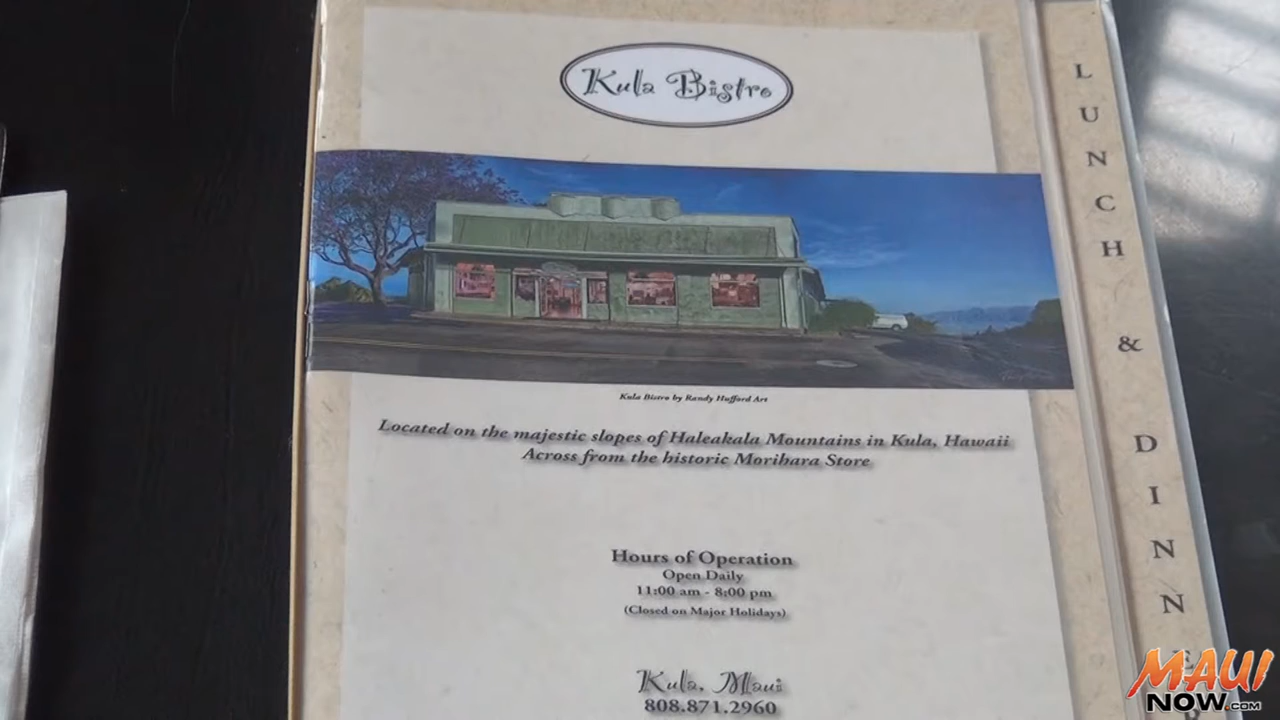 Kula Bistro
Kula Bistro by Randy Hufford Art
Located on the majestic slopes of Haleakala Mountains in Kula, Hawaii
Across from the historic Morihara Store
Hours of Operation
Open Daily
11:00 am - 8:00 pm
(Closed on Major Holidays)
Kula, Maui
808.871.2960
LUNCH & DINNER
MAUI
NOW.COM